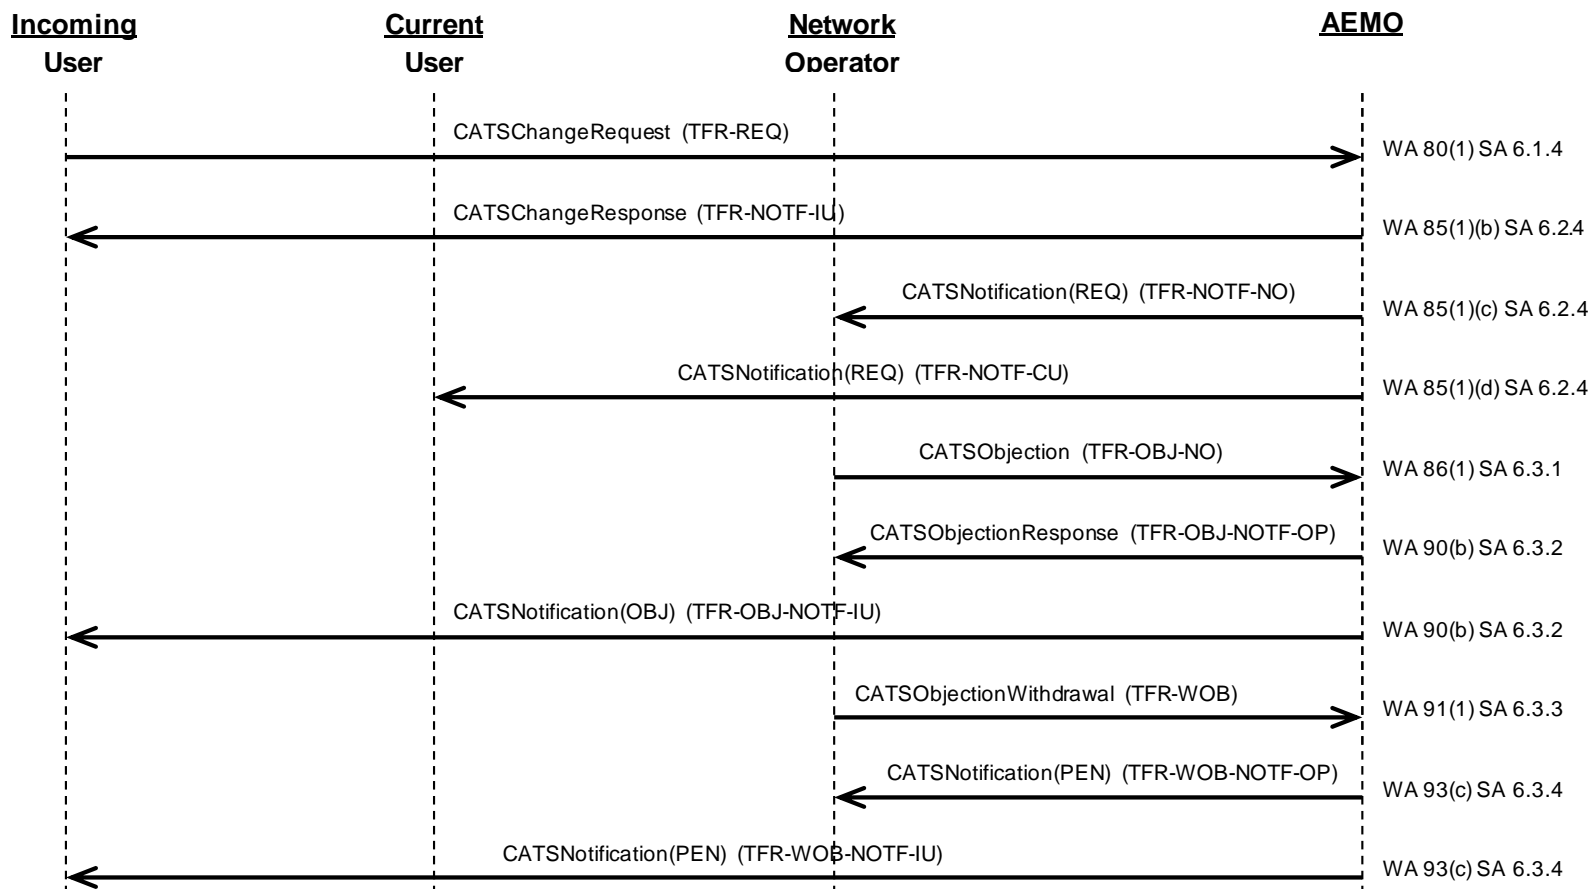 Incoming
User
Current
User
Network
Operator
AEMO
CATSChangeRequest (TFR-REQ)
WA 80(1) SA 6.1.4
CATSChangeResponse (TFR-NOTF-IU)
WA 85(1)(b) SA 6.2.4
CATSNotification(REQ) (TFR-NOTF-NO)
WA 85(1)(c) SA 6.2.4
CATSNotification(REQ) (TFR-NOTF-CU)
WA 85(1)(d) SA 6.2.4
CATSObjection (TFR-OBJ-NO)
WA 86(1) SA 6.3.1
CATSObjectionResponse (TFR-OBJ-NOTF-OP)
WA 90(b) SA 6.3.2
CATSNotification(OBJ) (TFR-OBJ-NOTF-IU)
WA 90(b) SA 6.3.2
CATSObjectionWithdrawal (TFR-WOB)
WA 91(1) SA 6.3.3
CATSNotification(PEN) (TFR-WOB-NOTF-OP)
WA 93(c) SA 6.3.4
CATSNotification(PEN) (TFR-WOB-NOTF-IU)
WA 93(c) SA 6.3.4